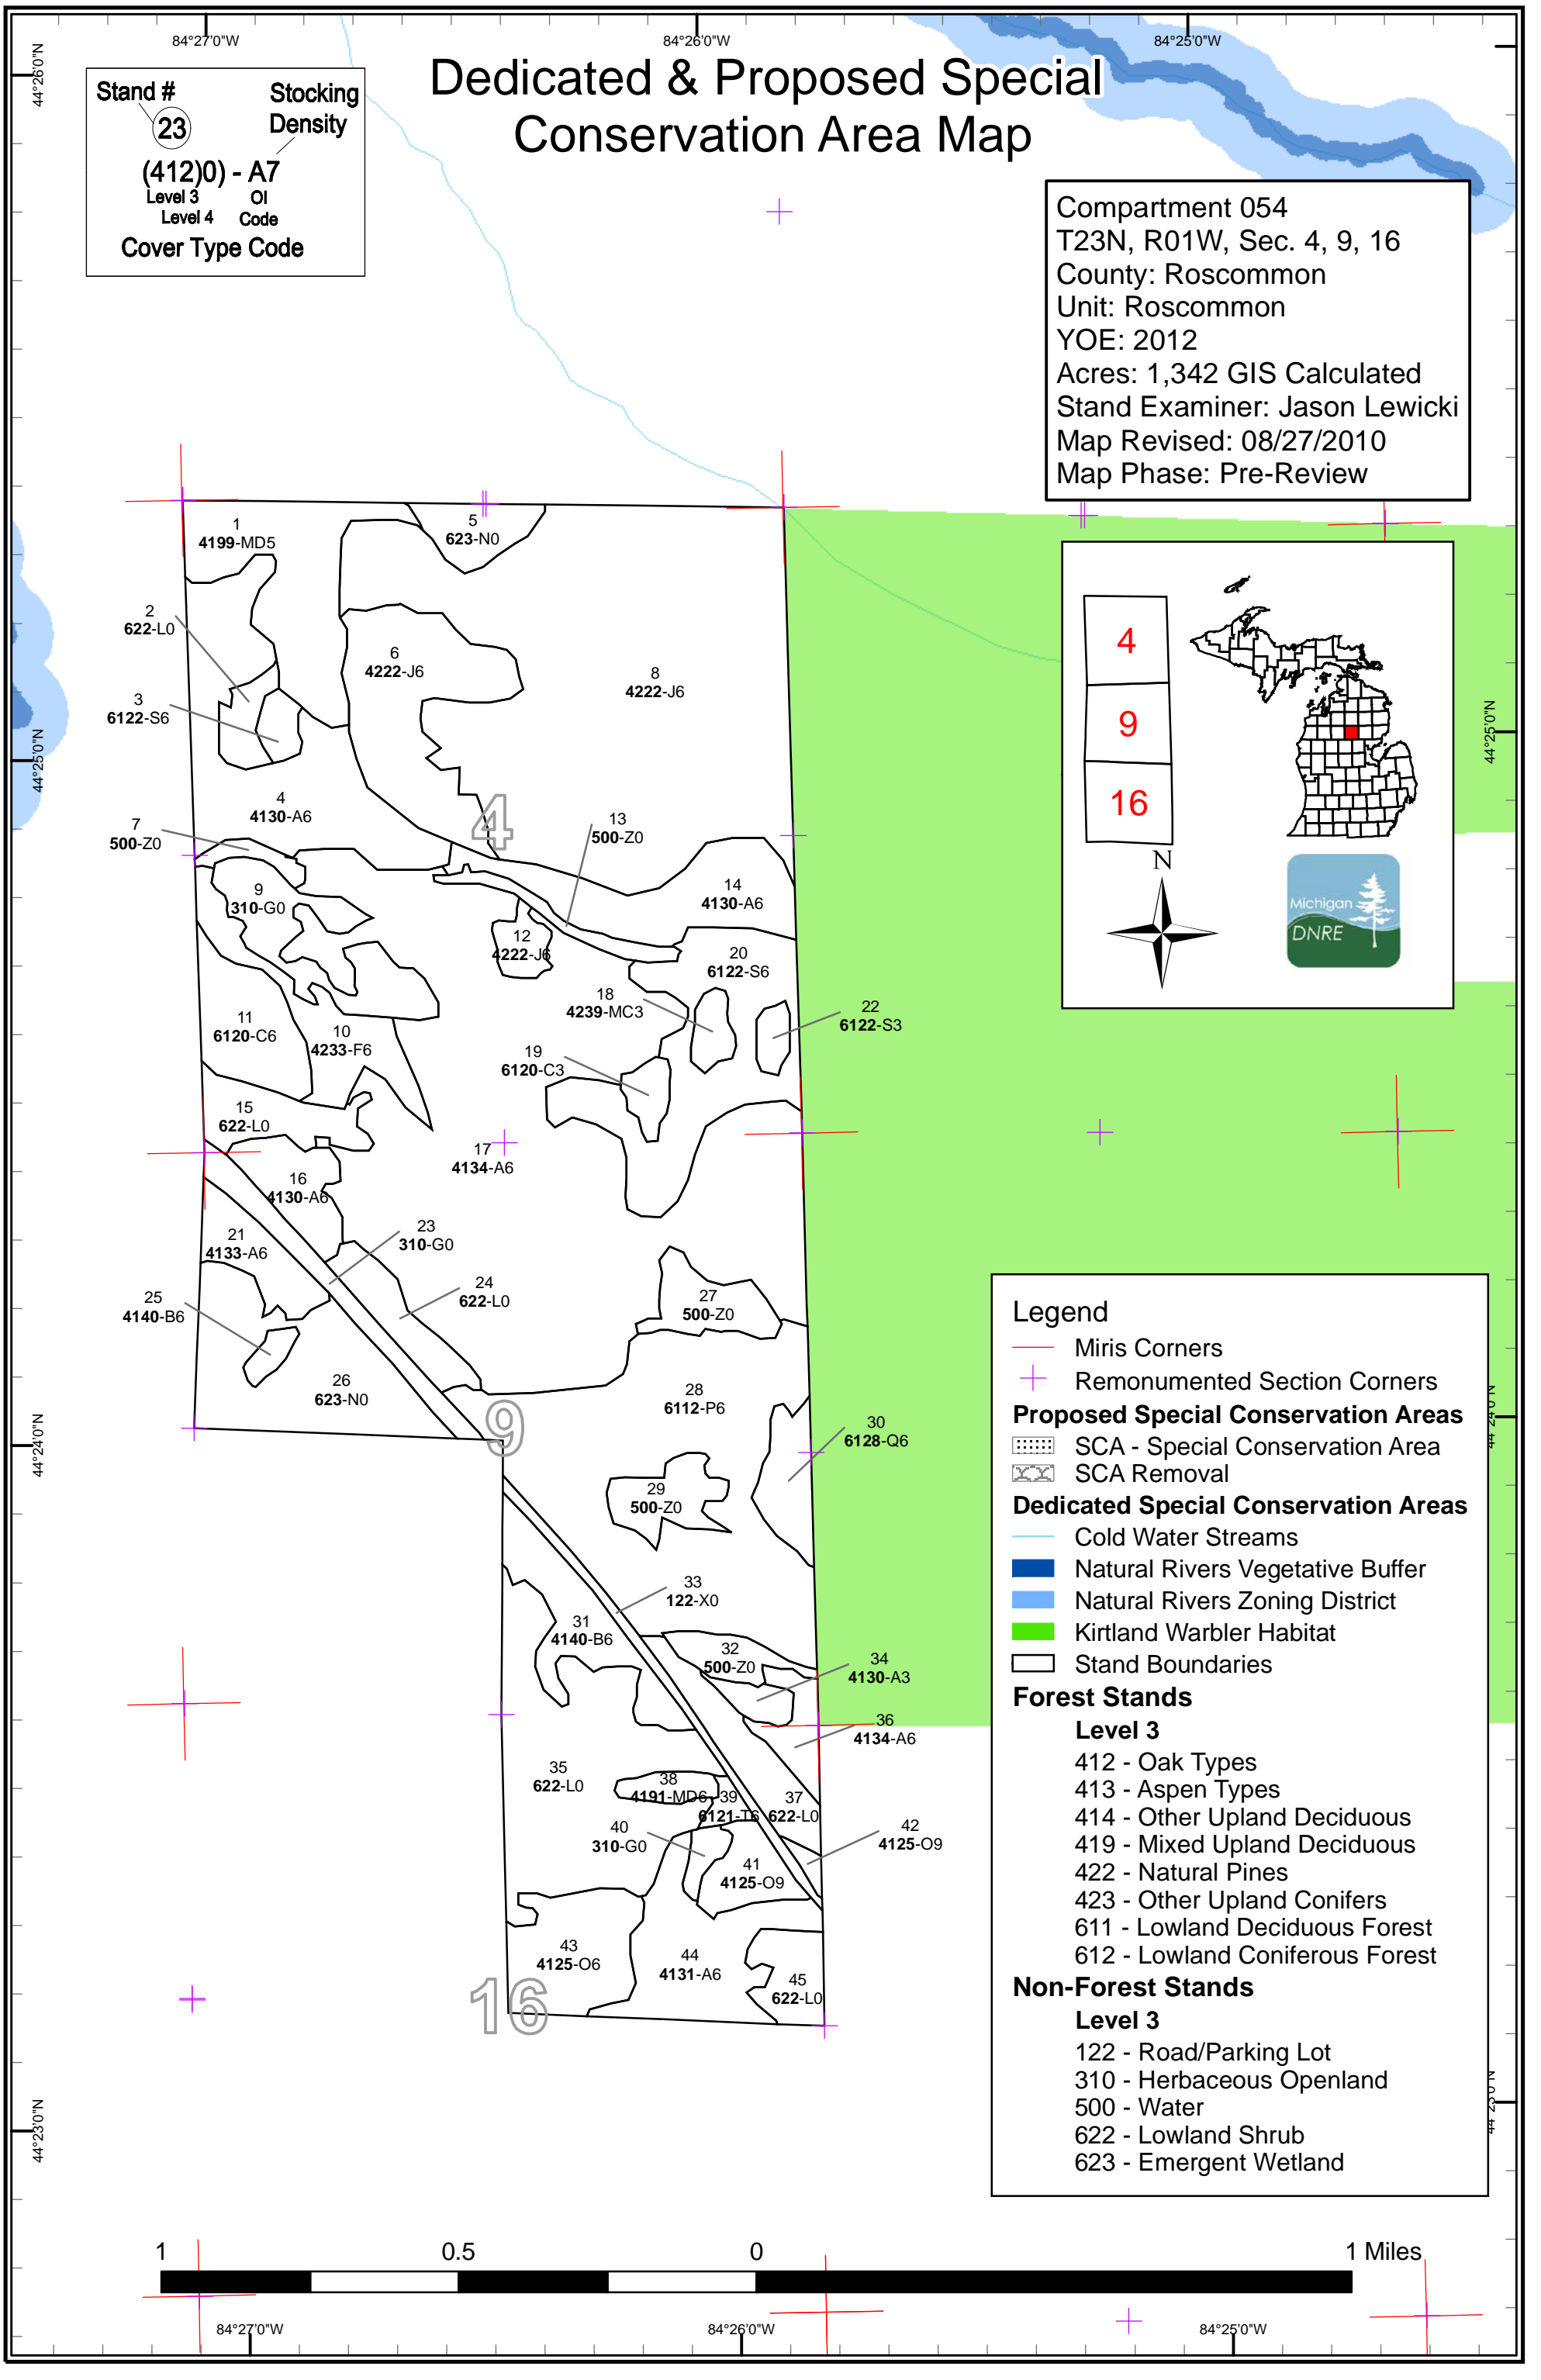 84°27'0"W
84°26'0"W
84°25'0"W
44°26'0"N
Stand #
23
Stocking
Density
(412)0) - A7
Level 3
OI
Level 4
Code
Cover Type Code
Dedicated & Proposed Special
Conservation Area Map
Compartment 054
T23N, R01W, Sec. 4, 9, 16
County: Roscommon
Unit: Roscommon
YOE: 2012
Acres: 1,342 GIS Calculated
Stand Examiner: Jason Lewicki
Map Revised: 08/27/2010
Map Phase: Pre-Review
1
4199-MD5
5
623-N0
2
622-L0
6
4222-J6
8
4222-J6
3
6122-S6
44°25'0"N
44°25'0"N
4
9
16
N
Michigan
DNRE
4
4130-A6
4
7
500-Z0
13
500-Z0
9
310-G0
14
4130-A6
12
4222-J6
20
6122-S6
18
4239-MC3
22
6122-S3
11
6120-C6
10
4233-F6
19
6120-C3
15
622-L0
17
4134-A6
16
4130-A6
21
4133-A6
23
310-G0
24
622-L0
25
4140-B6
27
500-Z0
26
623-N0
28
6112-P6
9
30
6128-Q6
44°24'0"N
44°24'0"N
29
500-Z0
33
122-X0
31
4140-B6
32
500-Z0
34
4130-A3
36
4134-A6
35
622-L0
38
4191-MD6
39
6121-T6
37
622-L0
40
310-G0
42
4125-O9
41
4125-O9
43
4125-O6
44
4131-A6
45
622-L0
16
Legend
Miris Corners
Remonumented Section Corners
Proposed Special Conservation Areas
SCA - Special Conservation Area
SCA Removal
Dedicated Special Conservation Areas
Cold Water Streams
Natural Rivers Vegetative Buffer
Natural Rivers Zoning District
Kirtland Warbler Habitat
Stand Boundaries
Forest Stands
Level 3
412 - Oak Types
413 - Aspen Types
414 - Other Upland Deciduous
419 - Mixed Upland Deciduous
422 - Natural Pines
423 - Other Upland Conifers
611 - Lowland Deciduous Forest
612 - Lowland Coniferous Forest
Non-Forest Stands
Level 3
122 - Road/Parking Lot
310 - Herbaceous Openland
500 - Water
622 - Lowland Shrub
623 - Emergent Wetland
44°23'0"N
44°23'0"N
1
0.5
0
1 Miles
84°27'0"W
84°26'0"W
84°25'0"W